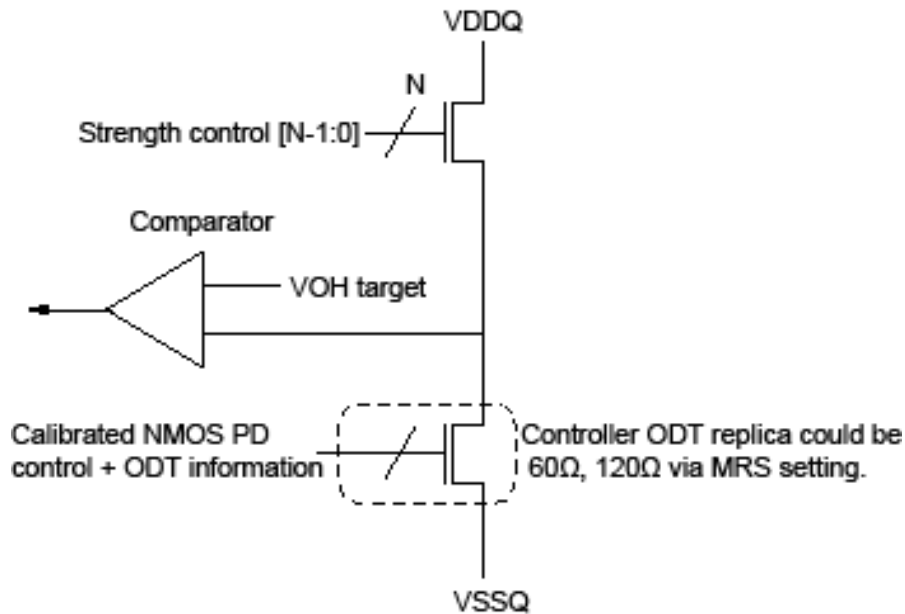 VDDQ
N
Strength control [N-1:0]
Comparator
VOH target
Calibrated NMOS PD
control + ODT information
Controller ODT replica could be
60Ω, 120Ω via MRS setting.
VSSQ